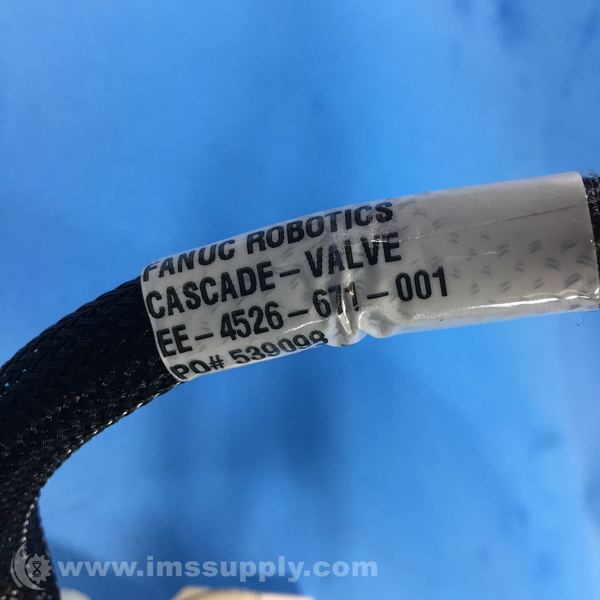 FANUC ROBOTICS
CASCADE-VALVE
EE-4526-671-001
PO# 539098
www.imssupply.com